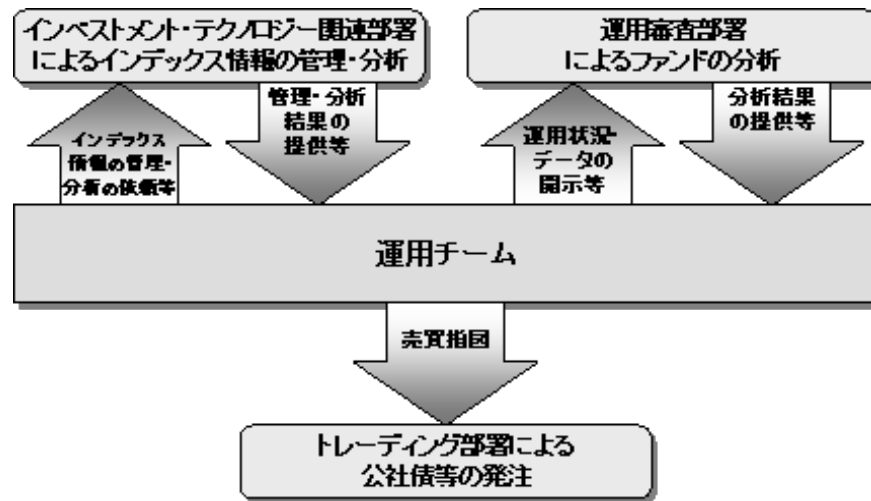 インベストメント・テクノロジー関連部署
によるインデックス情報の管理・分析
運用審査部署
によるファンドの分析
インデックス
情報の管理・
分析の依頼等
管理・分析
結果の
提供等
運用状況・
データの
開示等
分析結果
の提供等
運用チーム
売買指図
トレーディング部署による
公社債等の発注